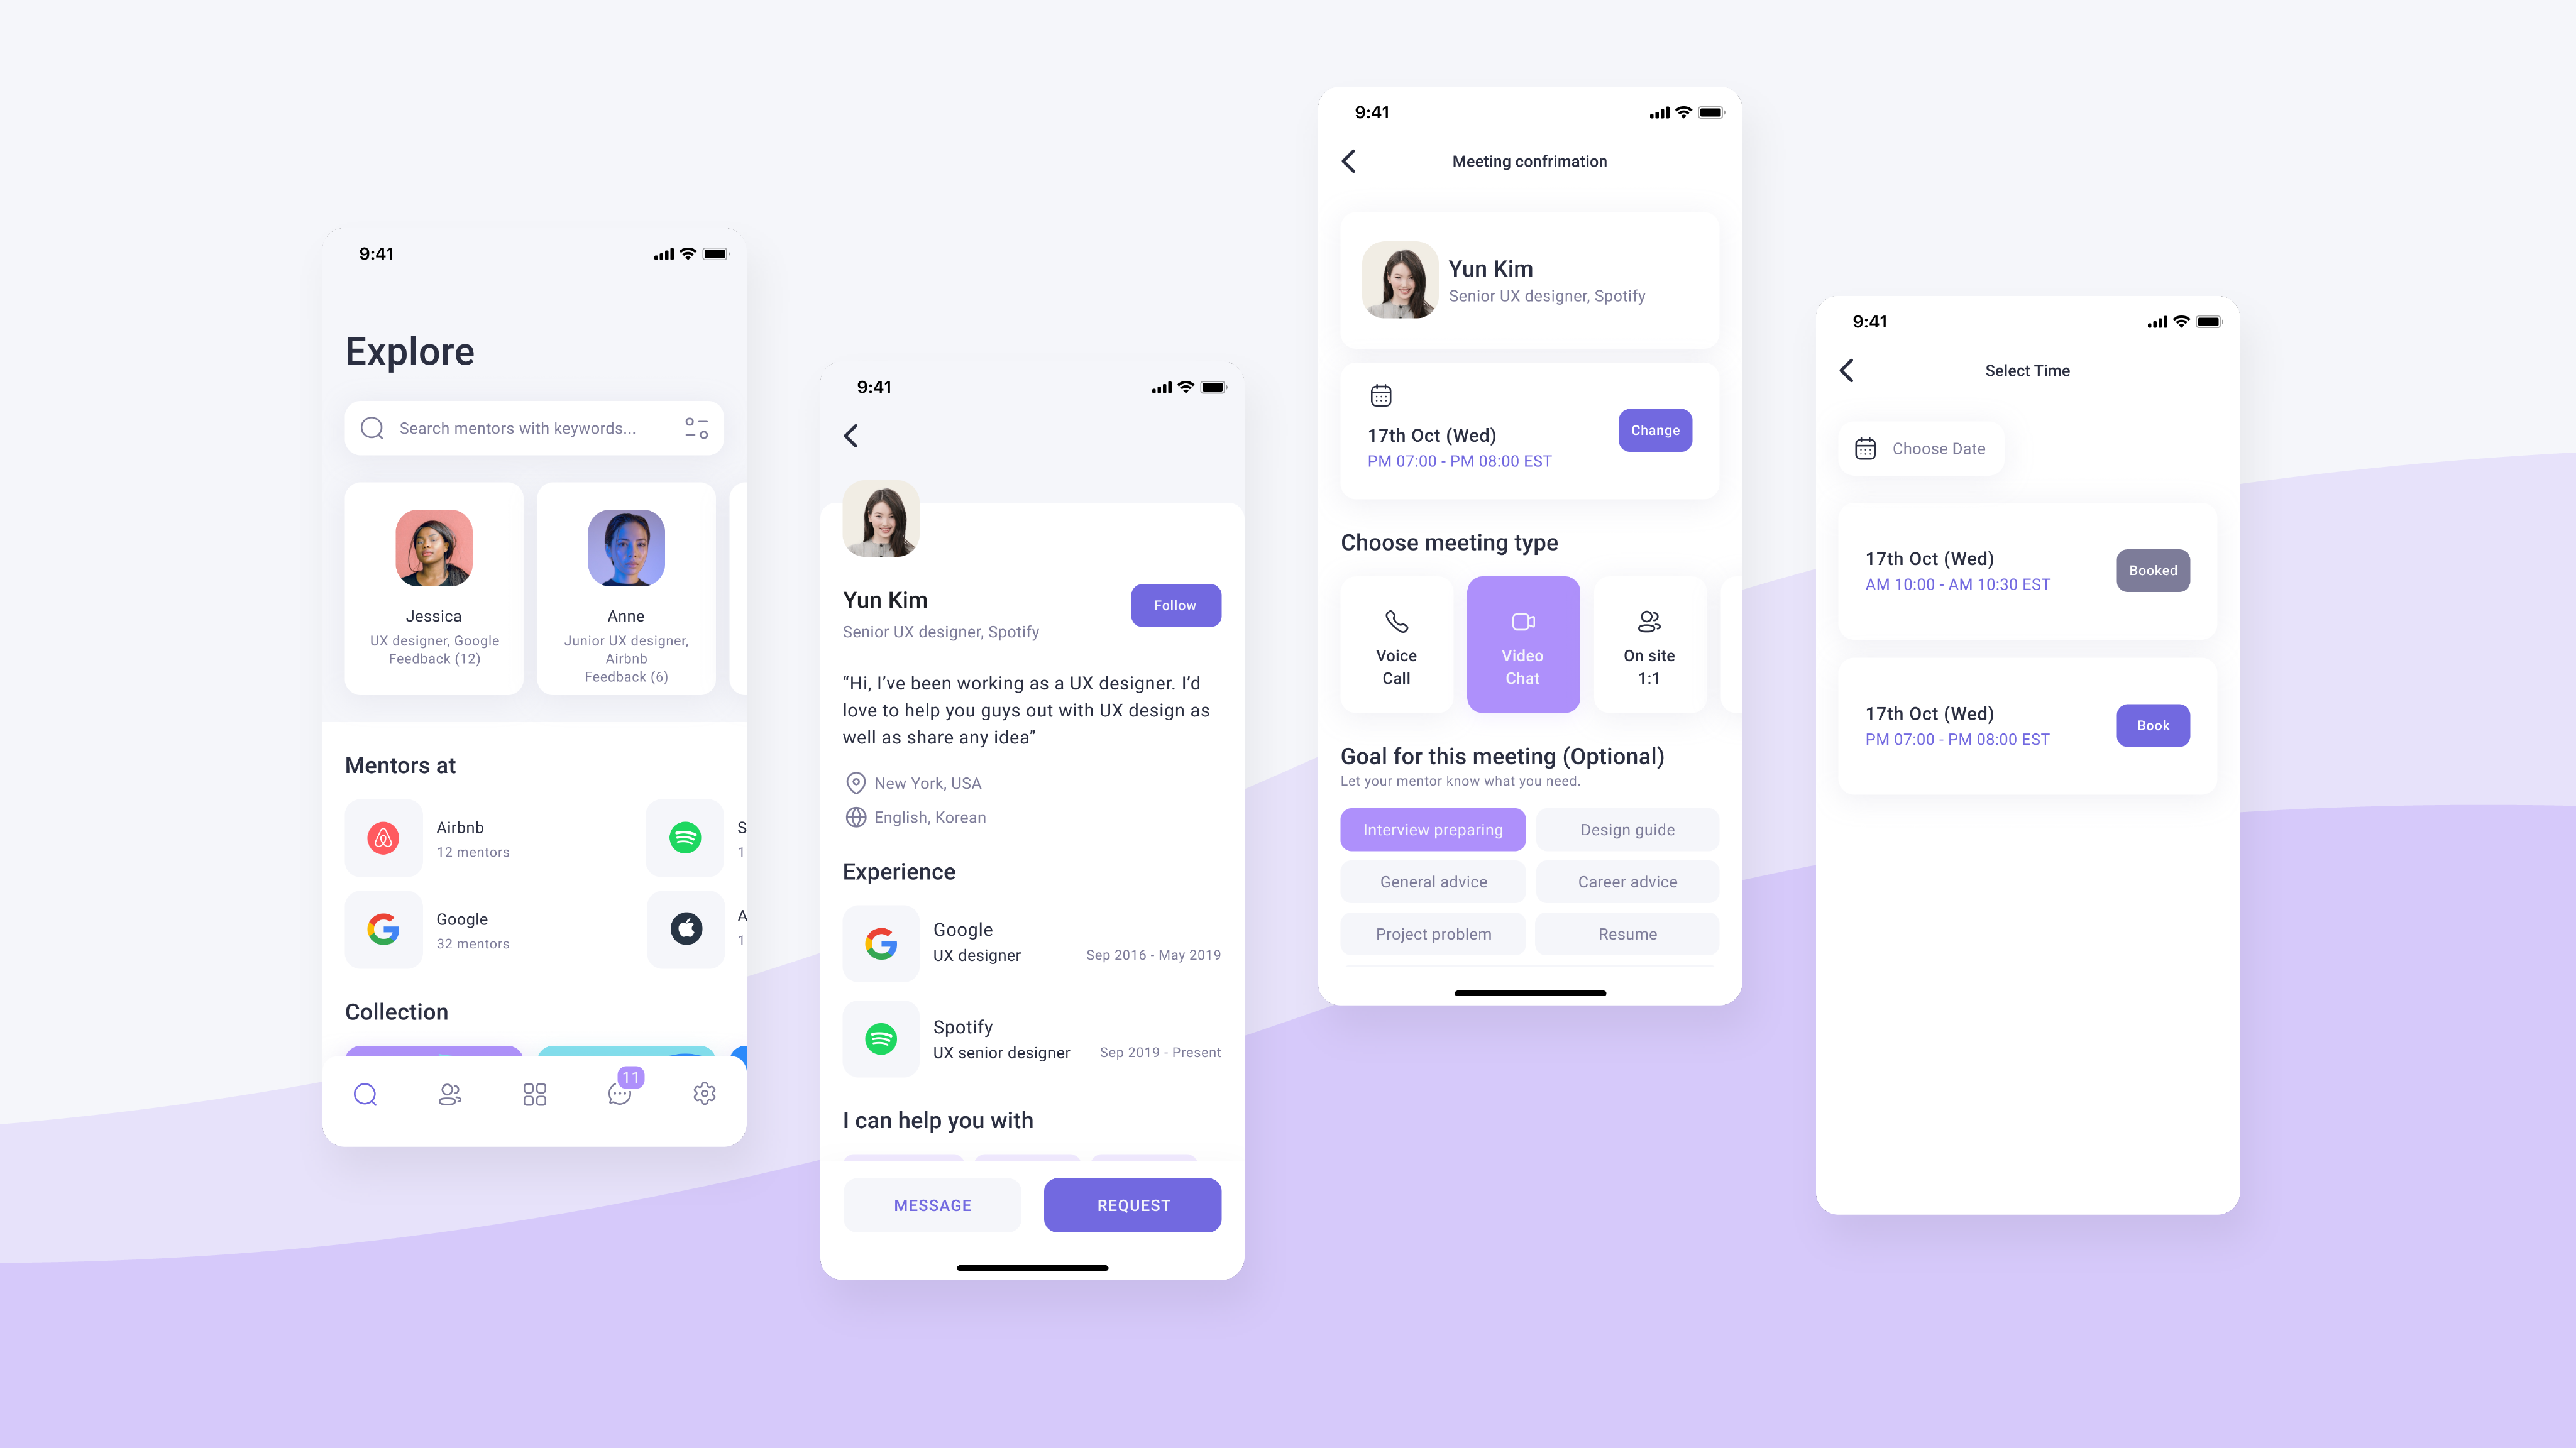 9:41
Explore
Search mentors with keywords...
Jessica
UX designer, Google
Feedback (12)
Anne
Junior UX designer,
Airbnb
Feedback (6)
Mentors at
Airbnb
12 mentors
S
1
Google
32 mentors
A
1
Collection
11
9:41
Yun Kim
Senior UX designer, Spotify
Follow
“Hi, I’ve been working as a UX designer. I’d
love to help you guys out with UX design as
well as share any idea”
New York, USA
English, Korean
Experience
Google
UX designer
Sep 2016 - May 2019
Spotify
UX senior designer
Sep 2019 - Present
I can help you with
MESSAGE
REQUEST
9:41
Meeting confrimation
Yun Kim
Senior UX designer, Spotify
17th Oct (Wed)
PM 07:00 - PM 08:00 EST
Change
Choose meeting type
Voice
Call
Video
Chat
On site
1:1
Goal for this meeting (Optional)
Let your mentor know what you need.
Interview preparing
Design guide
General advice
Career advice
Project problem
Resume
9:41
Select Time
Choose Date
17th Oct (Wed)
AM 10:00 - AM 10:30 EST
Booked
17th Oct (Wed)
PM 07:00 - PM 08:00 EST
Book